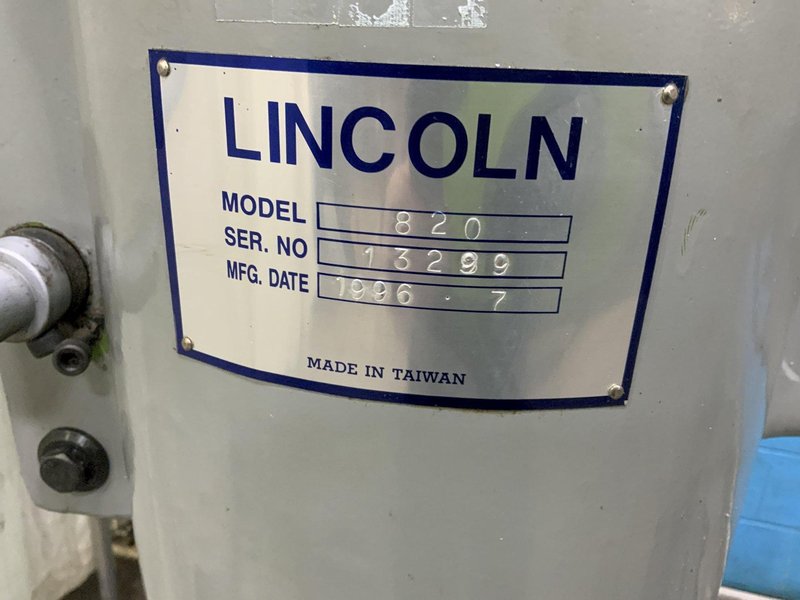 LINCOLN
MODEL 820
SER. NO 13299
MFG. DATE 1996 . 7
MADE IN TAIWAN